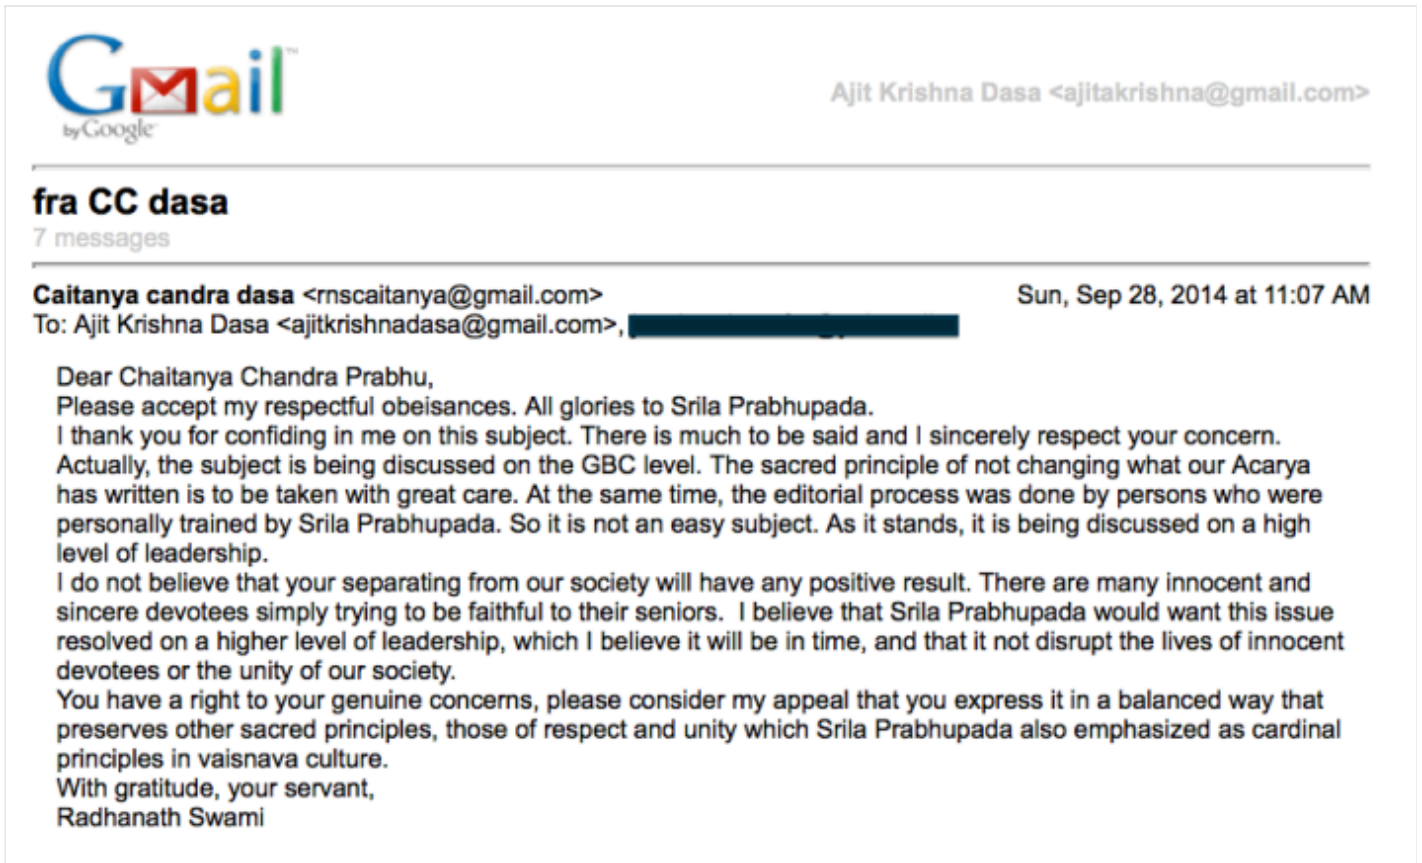 Gmail™
by Google
Ajit Krishna Dasa <ajitakrishna@gmail.com>
fra CC dasa
7 messages
Caitanya candra dasa <rnscaitanya@gmail.com> Sun, Sep 28, 2014 at 11:07 AM
To: Ajit Krishna Dasa <ajitkrishnadasa@gmail.com>,
Dear Chaitanya Chandra Prabhu,
Please accept my respectful obeisances. All glories to Srila Prabhupada.
I thank you for confiding in me on this subject. There is much to be said and I sincerely respect your concern.
Actually, the subject is being discussed on the GBC level. The sacred principle of not changing what our Acarya
has written is to be taken with great care. At the same time, the editorial process was done by persons who were
personally trained by Srila Prabhupada. So it is not an easy subject. As it stands, it is being discussed on a high
level of leadership.
I do not believe that your separating from our society will have any positive result. There are many innocent and
sincere devotees simply trying to be faithful to their seniors.  I believe that Srila Prabhupada would want this issue
resolved on a higher level of leadership, which I believe it will be in time, and that it not disrupt the lives of innocent
devotees or the unity of our society.
You have a right to your genuine concerns, please consider my appeal that you express it in a balanced way that
preserves other sacred principles, those of respect and unity which Srila Prabhupada also emphasized as cardinal
principles in vaisnava culture.
With gratitude, your servant,
Radhanath Swami